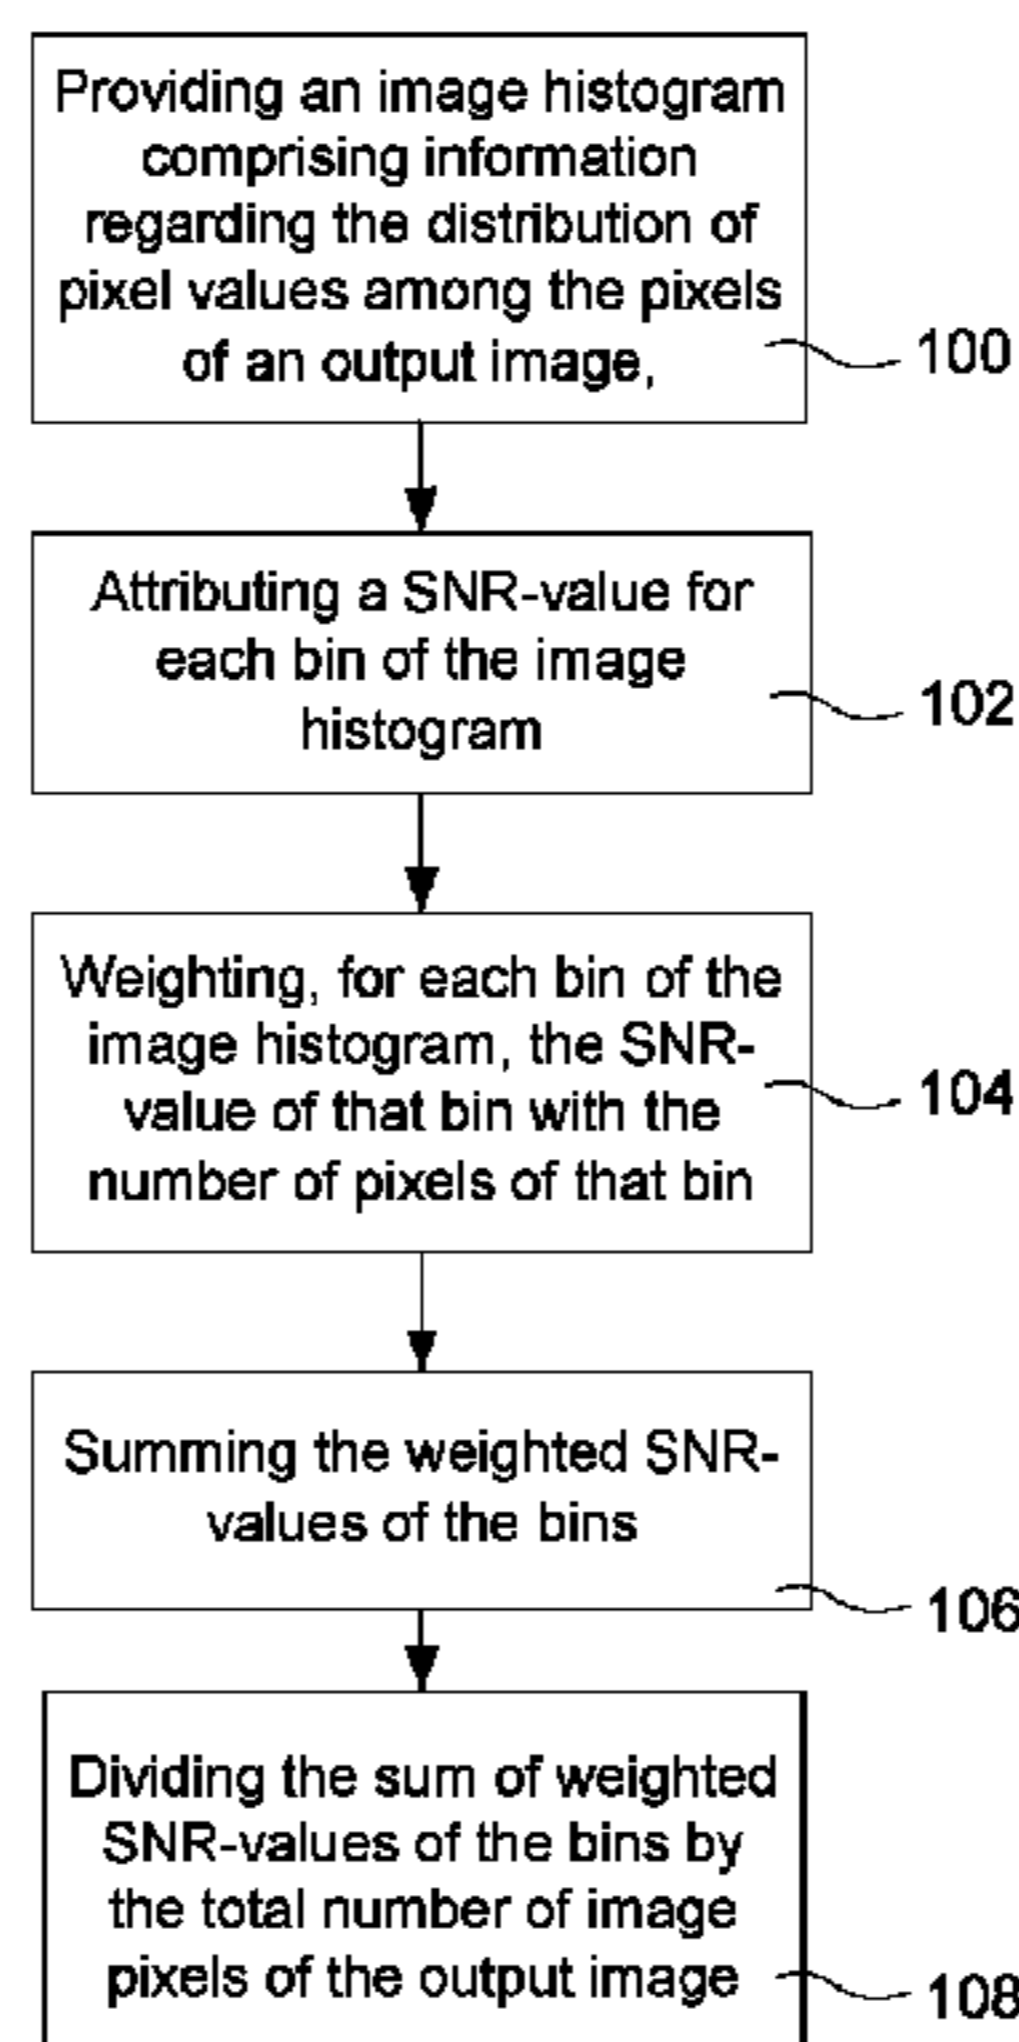 Providing an image histogram
comprising information
regarding the distribution of
pixel values among the pixels
of an output image,
100
Attributing a SNR-value for
each bin of the image
histogram
102
Weighting, for each bin of the
image histogram, the SNR-
value of that bin with the
number of pixels of that bin
104
Summing the weighted SNR-
values of the bins
106
Dividing the sum of weighted
SNR-values of the bins by
the total number of image
pixels of the output image
108